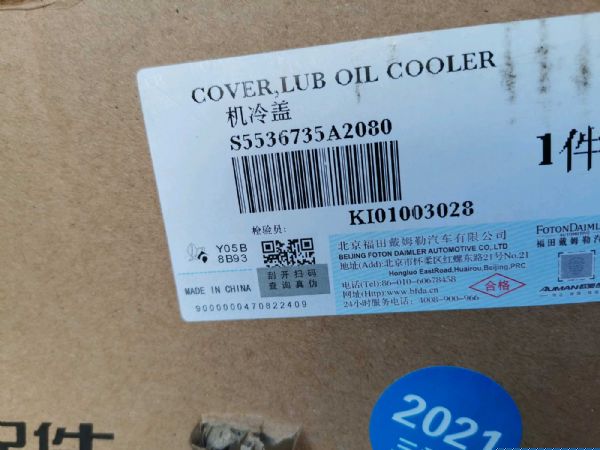 COVER,LUB OIL COOLER
机冷盖
S5536735A2080
1件
KI01003028
检验员:
Y05B
8B93
刮开扫码
查询真伪
MADE IN CHINA
9000000470822409
北京福田戴姆勒汽车有限公司
BEIJING FOTON DAIMLER AUTOMOTIVE CO.,LTD
地址(Add):北京市怀柔区红螺东路21号No.21
Hongluo EastRoad,Huairou,Beijing,PRC
电话(Tel):86-010-60678458
网址(Http):www.bfda.cn
24小时服务电话: 4008-900-966
合格
FOTONDAIMLER
福田戴姆勒汽
AUMAN
2021
件